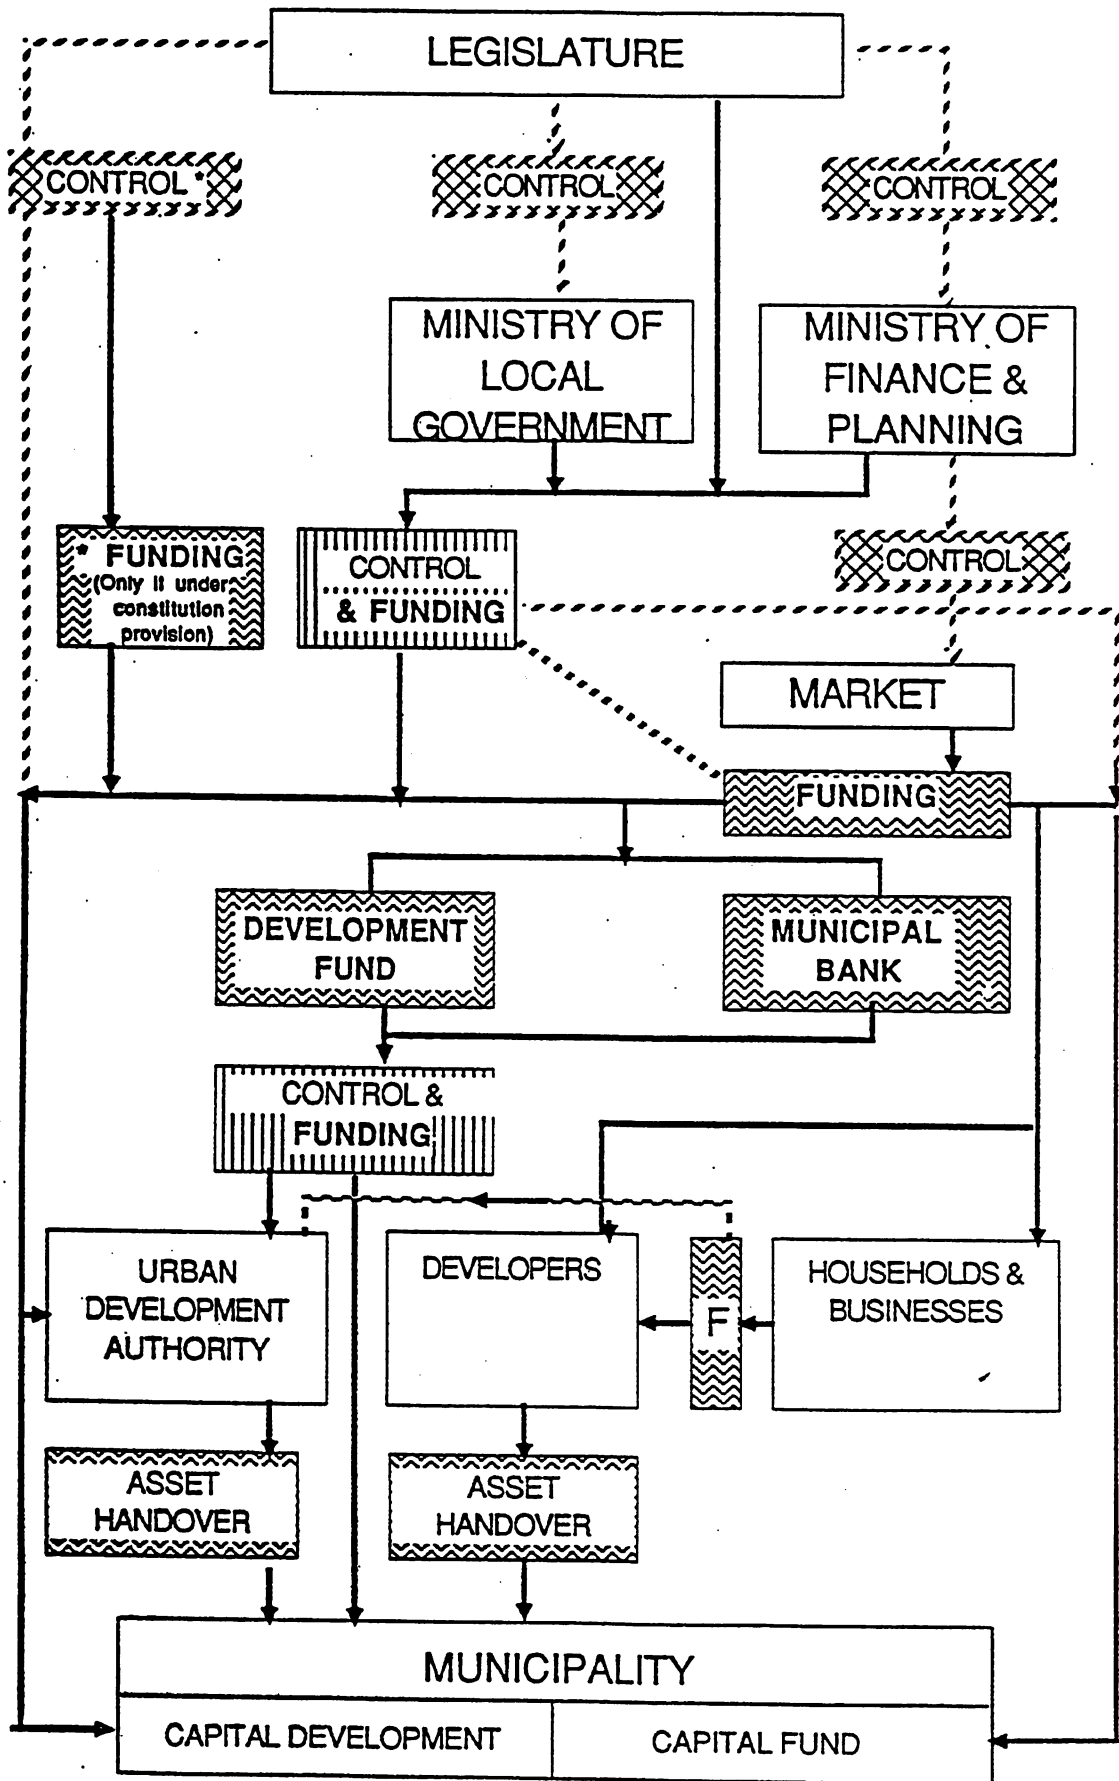 LEGISLATURE
CONTROL *
CONTROL
CONTROL
MINISTRY OF
LOCAL
GOVERNMENT
MINISTRY OF
FINANCE &
PLANNING
* FUNDING
(Only if under
constitution
provision)
CONTROL
& FUNDING
CONTROL
MARKET
FUNDING
DEVELOPMENT
FUND
MUNICIPAL
BANK
CONTROL &
FUNDING
URBAN
DEVELOPMENT
AUTHORITY
DEVELOPERS
F
HOUSEHOLDS &
BUSINESSES
ASSET
HANDOVER
ASSET
HANDOVER
MUNICIPALITY
CAPITAL DEVELOPMENT
CAPITAL FUND